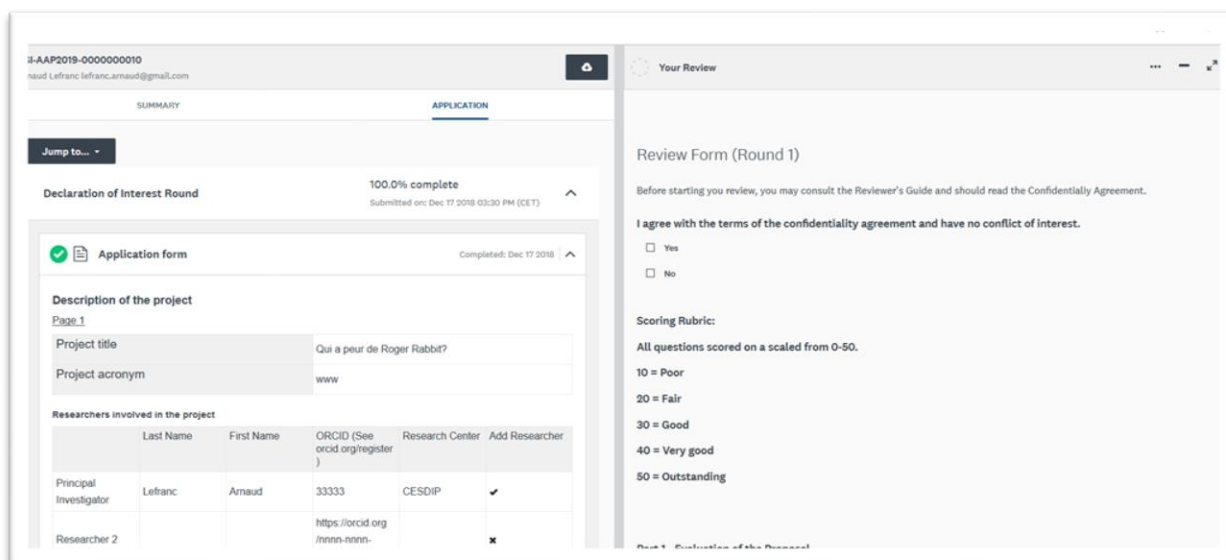 I-AAP2019-0000000010
naud Lefranc lefranc.arnaud@gmail.com
SUMMARY
APPLICATION
Jump to...
Declaration of Interest Round
100.0% complete
Submitted on: Dec 17 2018 03:30 PM (CET)
Application form
Completed: Dec 17 2018
Description of the project
Page 1
Project title
Qui a peur de Roger Rabbit?
Project acronym
www
Researchers involved in the project
Last Name First Name ORCID (See Research Center Add Researcher
orcid.org/register
)
Principal
Investigator Lefranc Arnaud 33333 CESDIP ✔
https://orcid.org
Researcher 2 /nnnn-nnnn- ✖
Your Review
Review Form (Round 1)
Before starting you review, you may consult the Reviewer's Guide and should read the Confidentially Agreement.
I agree with the terms of the confidentiality agreement and have no conflict of interest.
Yes
No
Scoring Rubric:
All questions scored on a scaled from 0-50.
10 = Poor
20 = Fair
30 = Good
40 = Very good
50 = Outstanding
Part 1 Evaluation of the Proposal